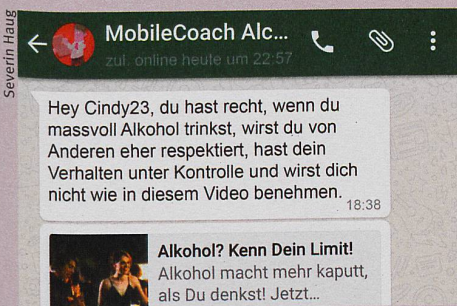 Severin Haug
MobileCoach Alc...
zul. online heute um 22:57
Hey Cindy23, du hast recht, wenn du
massvoll Alkohol trinkst, wirst du von
Anderen eher respektiert, hast dein
Verhalten unter Kontrolle und wirst dich
nicht wie in diesem Video benehmen.
18:38
Alkohol? Kenn Dein Limit!
Alkohol macht mehr kaputt,
als Du denkst! Jetzt...